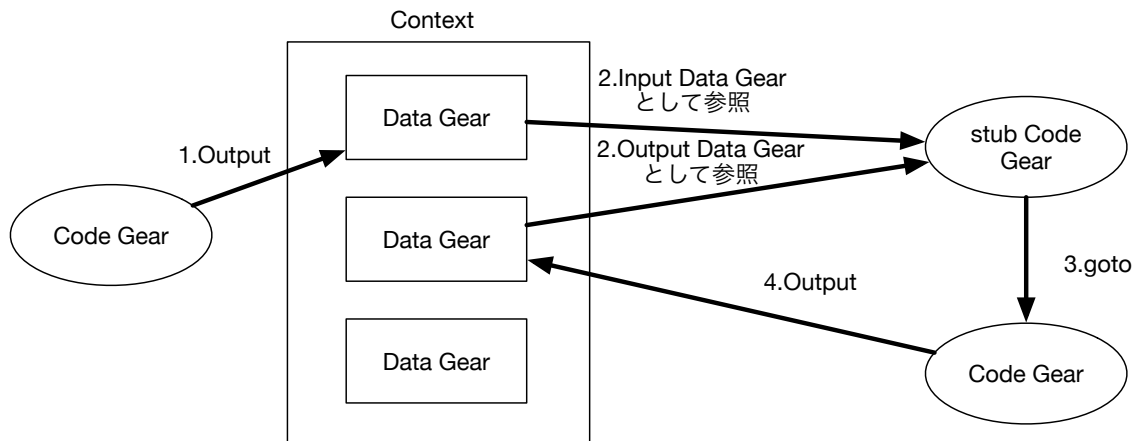 Context
2.Input Data Gear
として参照
Data Gear
stub Code
Gear
1.Output
2.Output Data Gear
として参照
Code Gear
Data Gear
3.goto
4.Output
Data Gear
Code Gear